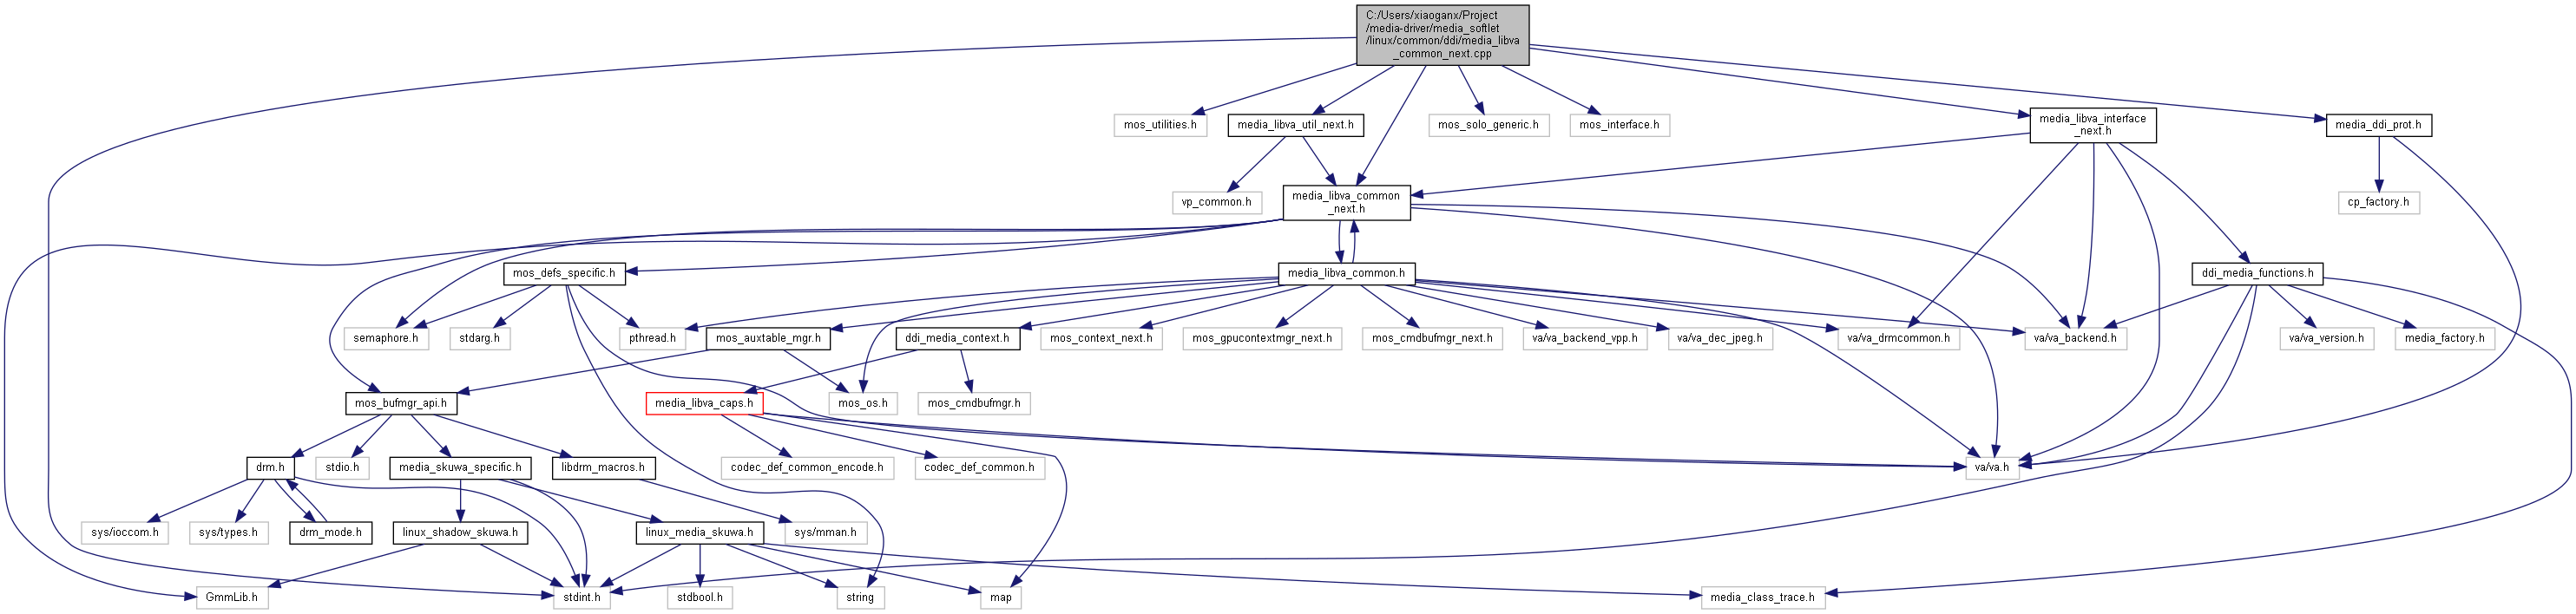 C:/Users/xiaoganx/Project
/media-driver/media_softlet
/linux/common/ddi/media_libva
_common_next.cpp
mos_utilities.h
media_libva_util_next.h
mos_solo_generic.h
mos_interface.h
media_libva_interface
_next.h
media_ddi_prot.h
vp_common.h
media_libva_common
_next.h
cp_factory.h
mos_defs_specific.h
media_libva_common.h
ddi_media_functions.h
semaphore.h
stdarg.h
pthread.h
mos_auxtable_mgr.h
ddi_media_context.h
mos_context_next.h
mos_gpucontextmgr_next.h
mos_cmdbufmgr_next.h
va/va_backend_vpp.h
va/va_dec_jpeg.h
va/va_drmcommon.h
va/va_backend.h
va/va_version.h
media_factory.h
mos_bufmgr_api.h
media_libva_caps.h
mos_os.h
mos_cmdbufmgr.h
drm.h
stdio.h
media_skuwa_specific.h
libdrm_macros.h
codec_def_common_encode.h
codec_def_common.h
va/va.h
sys/ioccom.h
sys/types.h
drm_mode.h
linux_shadow_skuwa.h
linux_media_skuwa.h
sys/mman.h
GmmLib.h
stdint.h
stdbool.h
string
map
media_class_trace.h